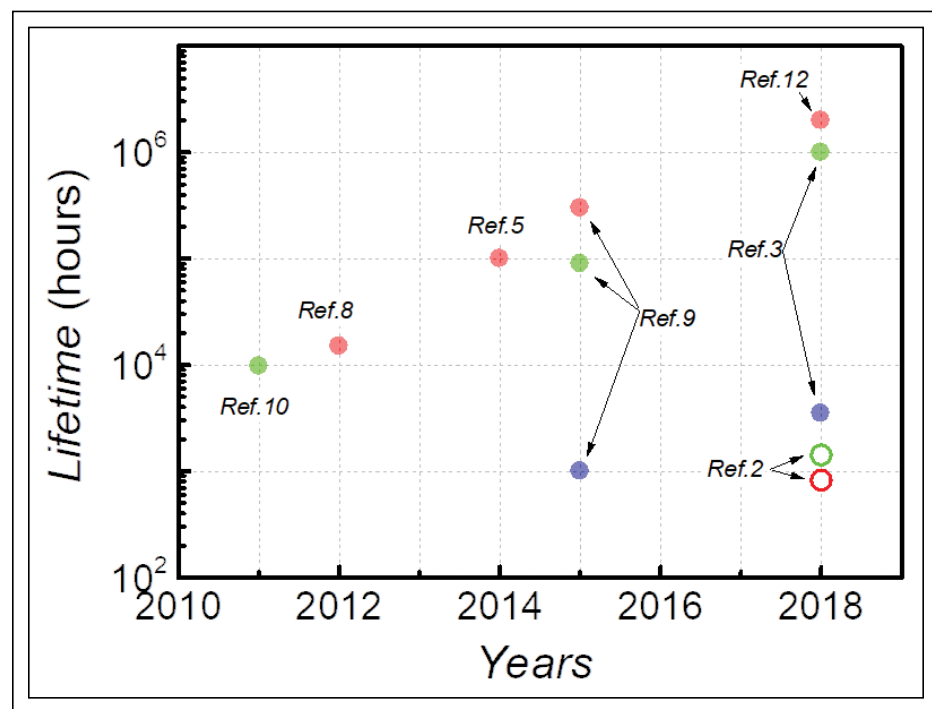 Ref.12
10^6
Ref.3
Ref.5
Ref.8
Ref.9
10^4
Ref.10
Ref.2
10^2
2010 2012 2014 2016 2018
Years
Lifetime (hours)